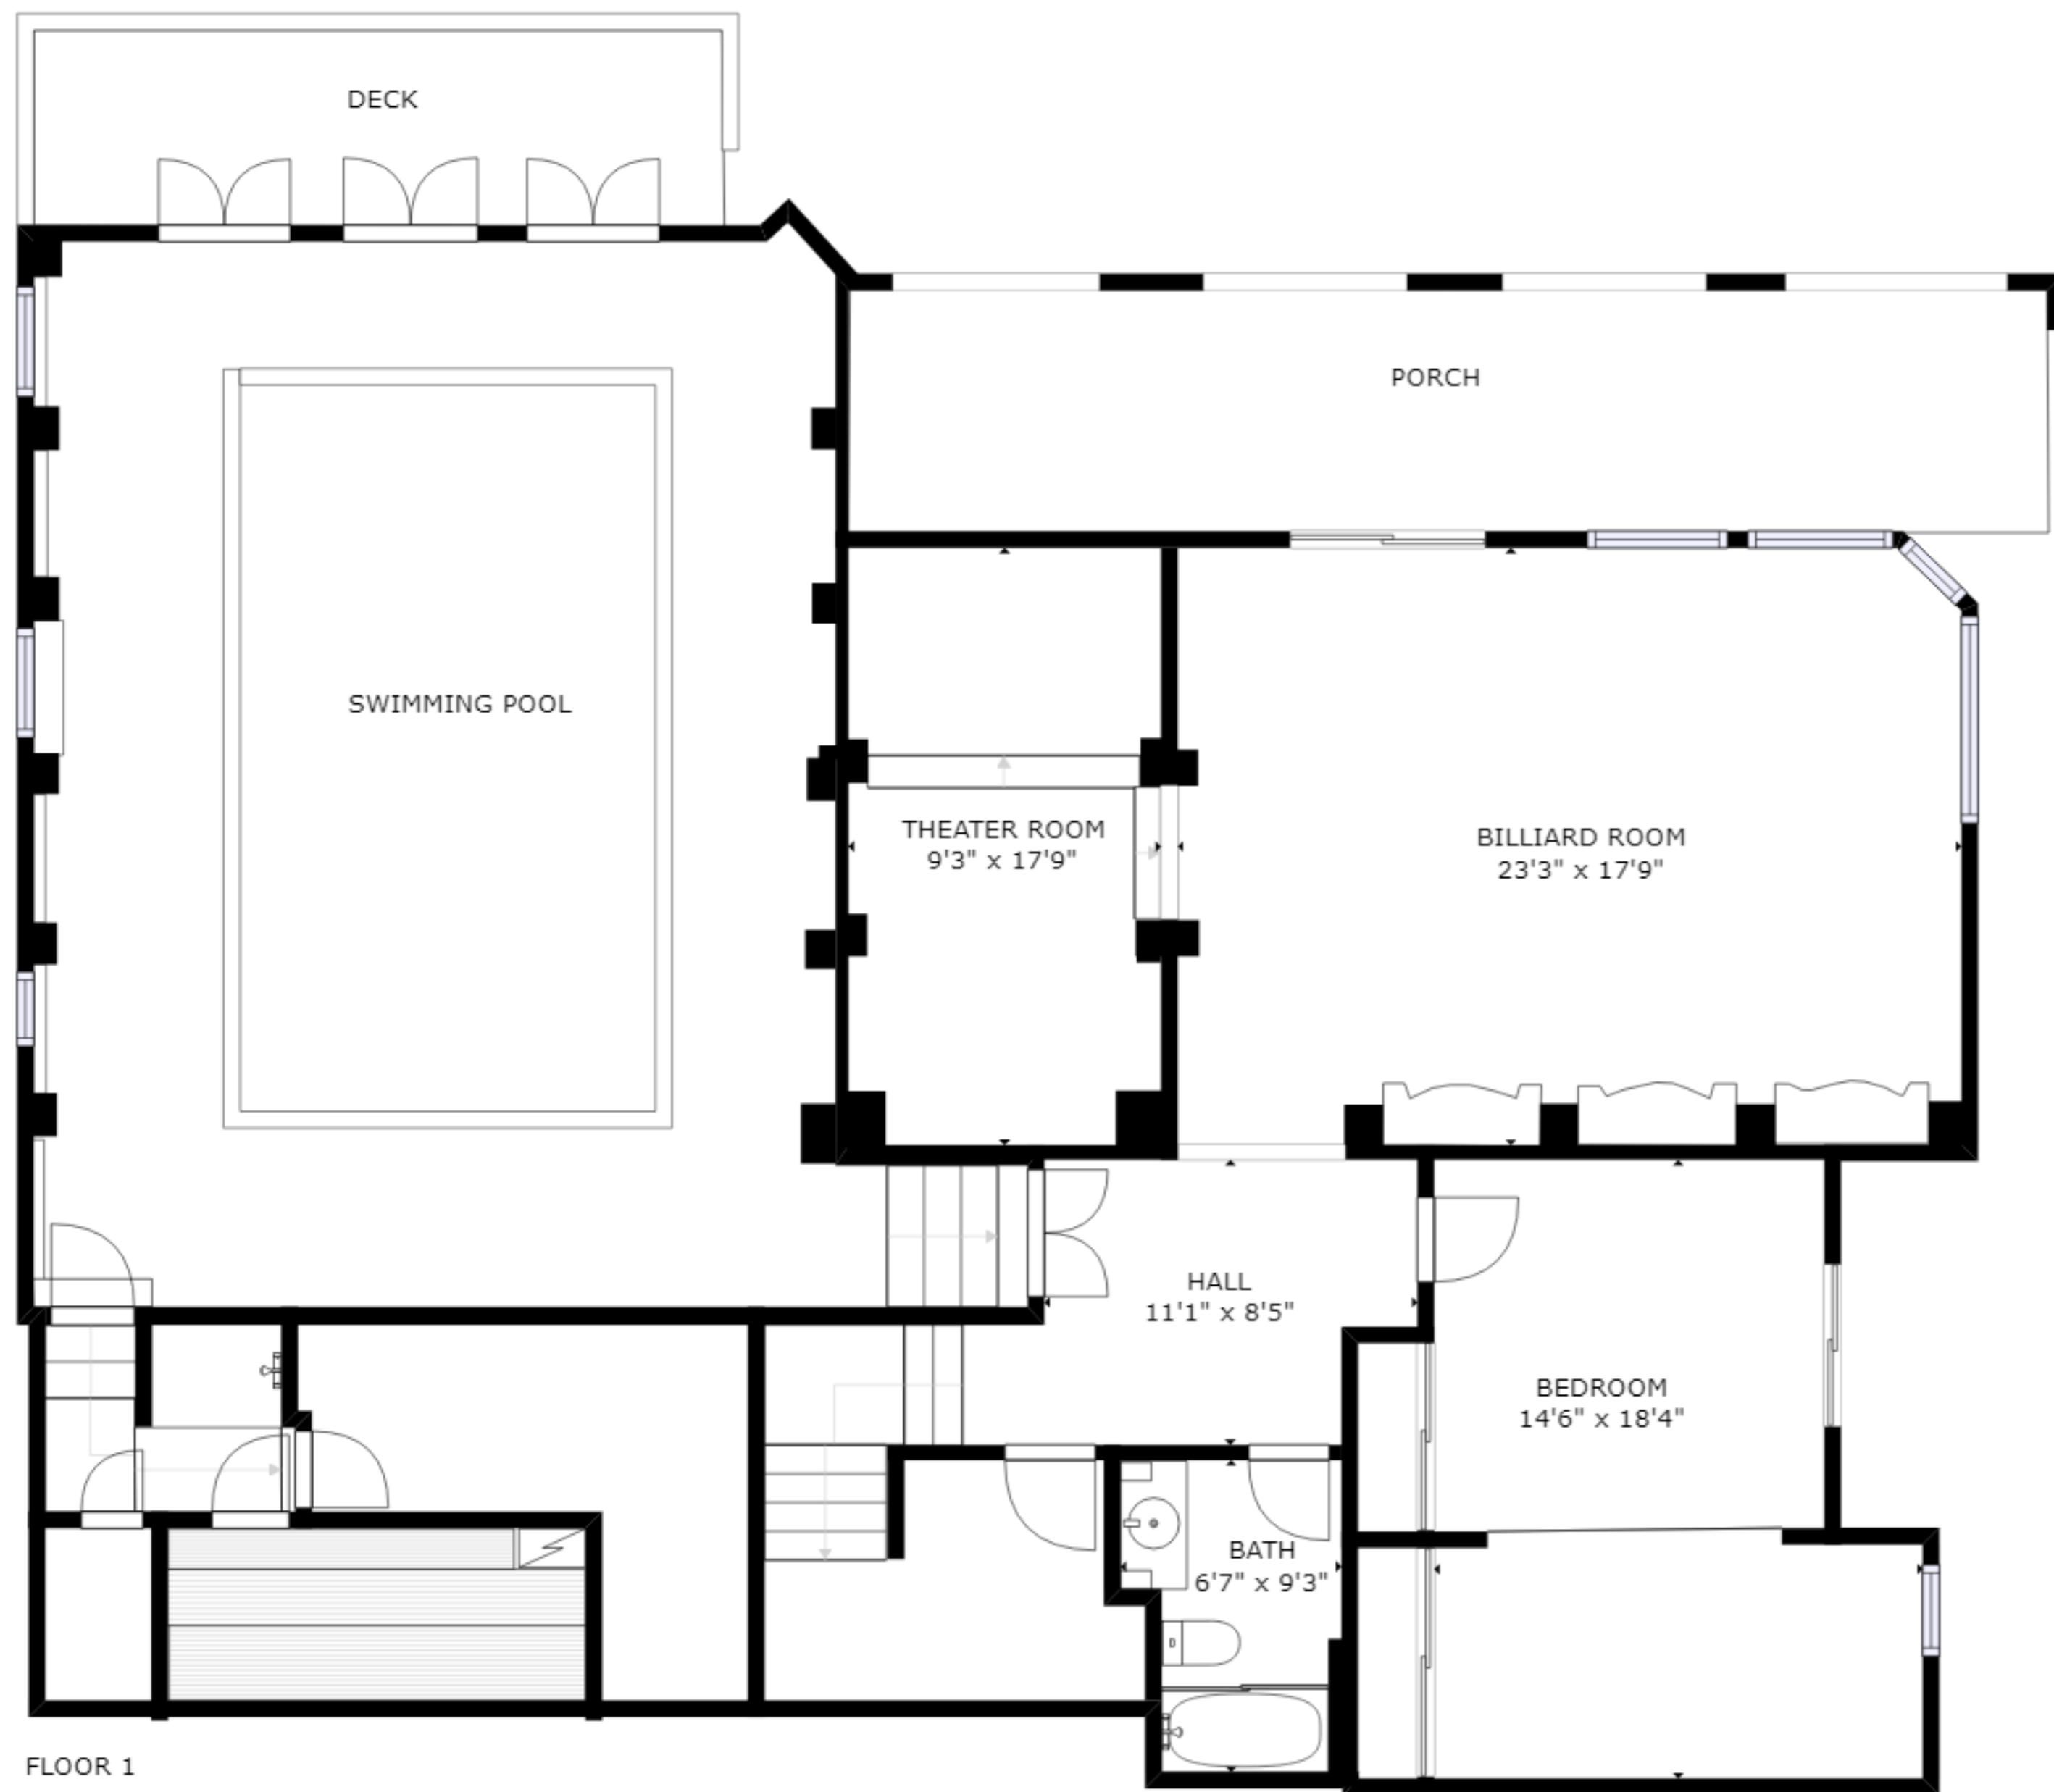 DECK
PORCH
SWIMMING POOL
THEATER ROOM
9'3" x 17'9"
BILLIARD ROOM
23'3" x 17'9"
HALL
11'1" x 8'5"
BEDROOM
14'6" x 18'4"
BATH
6'7" x 9'3"
FLOOR 1